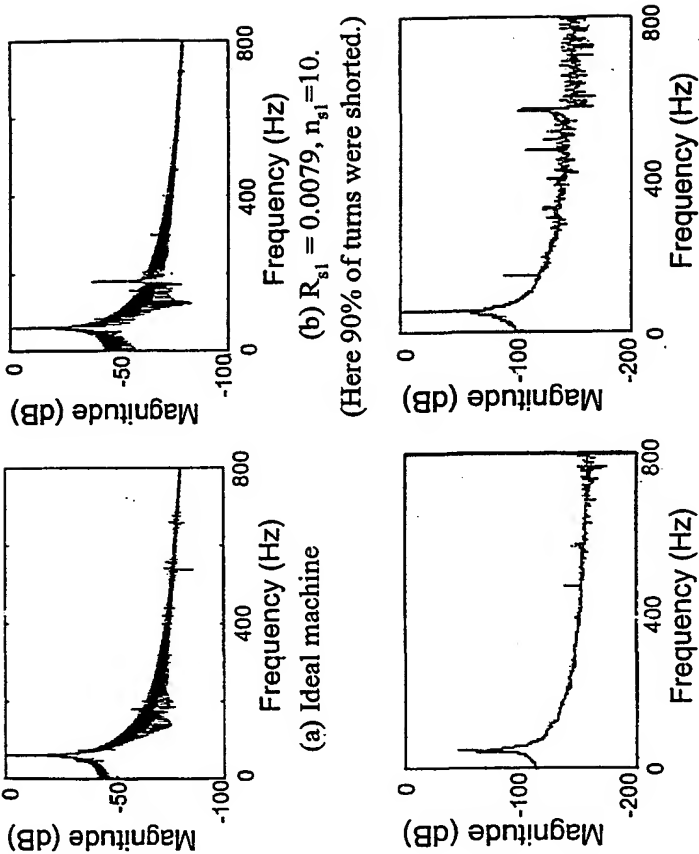 0
-50
-100
Magnitude (dB)
0
400
800
Frequency (Hz)
(a) Ideal machine
0
-50
-100
Magnitude (dB)
0
400
800
Frequency (Hz)
(b) R_s1 = 0.0079, n_s1=10.
(Here 90% of turns were shorted.)
0
-100
-200
Magnitude (dB)
0
400
800
Frequency (Hz)
0
-100
-200
Magnitude (dB)
0
400
800
Frequency (Hz)